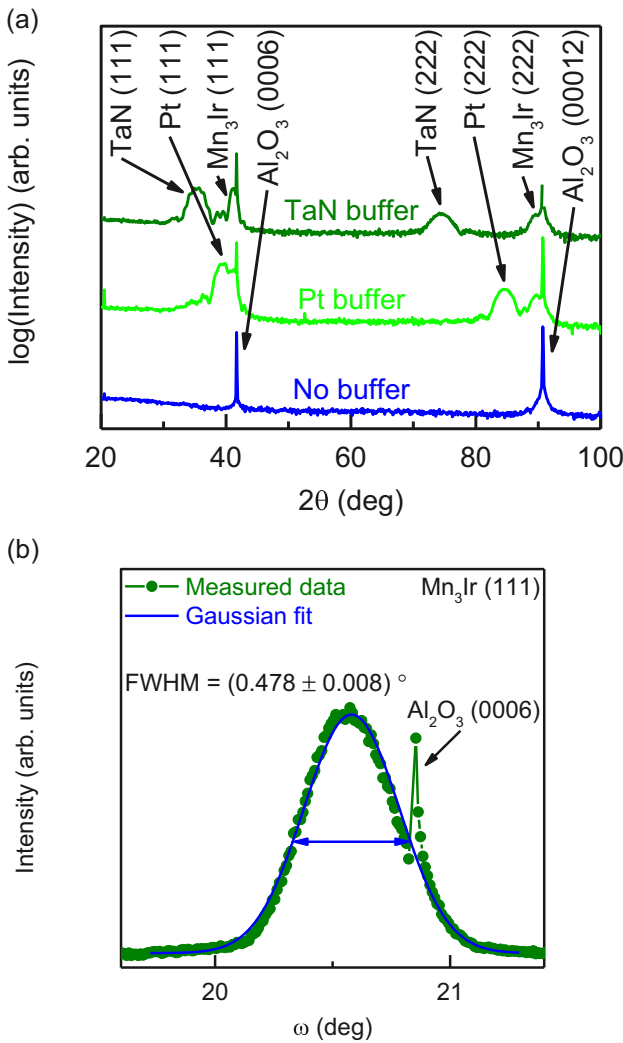 (a)
log(Intensity) (arb. units)
TaN (111)
Pt (111)
Mn₃Ir (111)
Al₂O₃ (0006)
TaN (222)
Pt (222)
Mn₃Ir (222)
Al₂O₃ (00012)
TaN buffer
Pt buffer
No buffer
20 40 60 80 100
2θ (deg)
(b)
Intensity (arb. units)
Measured data
Mn₃Ir (111)
Gaussian fit
FWHM = (0.478 ± 0.008) °
Al₂O₃ (0006)
20 21
ω (deg)